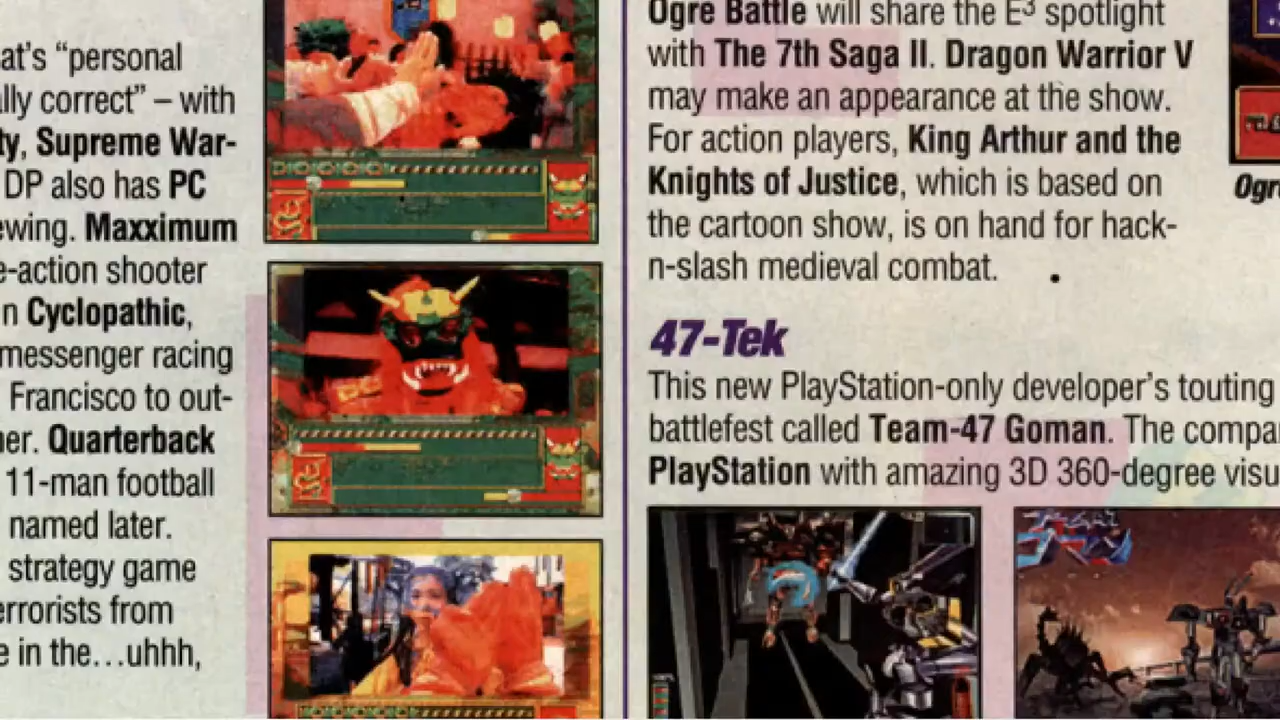 at's “personal
lly correct” – with
ty, Supreme War-
DP also has PC
ewing. Maxximum
e-action shooter
n Cyclopathic,
messenger racing
Francisco to out-
ner. Quarterback
11-man football
named later.
strategy game
errorists from
e in the…uhhh,
Ogre Battle will share the E³ spotlight
with The 7th Saga II. Dragon Warrior V
may make an appearance at the show.
For action players, King Arthur and the
Knights of Justice, which is based on
the cartoon show, is on hand for hack-
n-slash medieval combat.
47-Tek
This new PlayStation-only developer's touting
battlefest called Team-47 Goman. The compa
PlayStation with amazing 3D 360-degree visu
Ogr